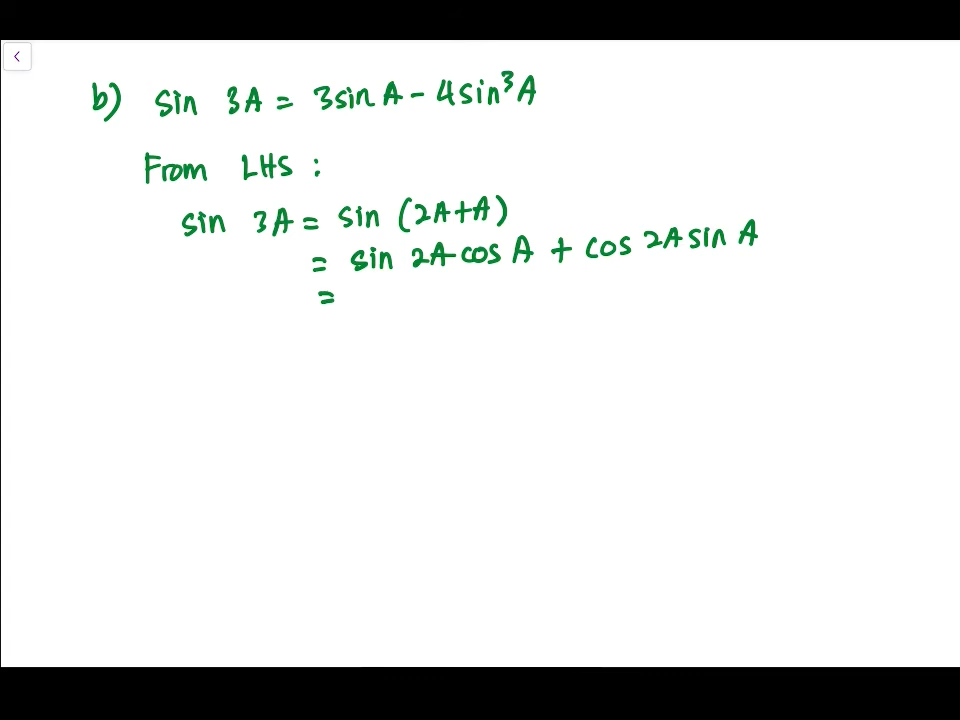 b) sin 3A = 3sin A - 4sin³A
From LHS :
sin 3A = sin (2A+A)
= sin 2A cos A + cos 2A sin A
=